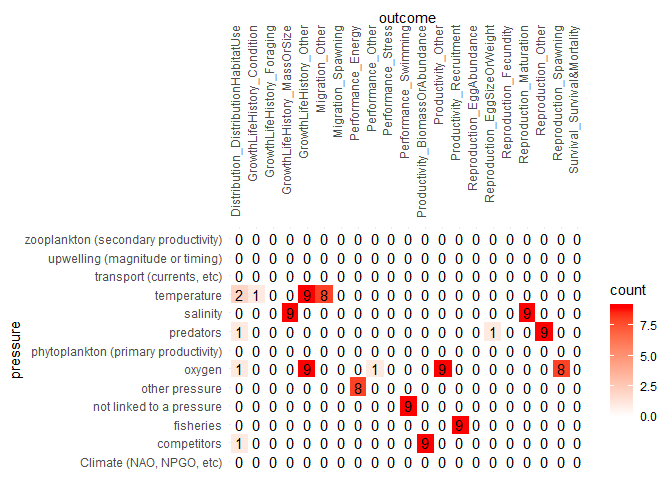 outcome
Distribution_DistributionHabitatUse
GrowthLifeHistory_Condition
GrowthLifeHistory_Foraging
GrowthLifeHistory_MassOrSize
GrowthLifeHistory_Other
Migration_Other
Migration_Spawning
Performance_Energy
Performance_Other
Performance_Stress
Performance_Swimming
Productivity_BiomassOrAbundance
Productivity_Other
Productivity_Recruitment
Reproduction_EggAbundance
Reproduction_EggSizeOrWeight
Reproduction_Fecundity
Reproduction_Maturation
Reproduction_Other
Reproduction_Spawning
Survival_Survival&Mortality
pressure
zooplankton (secondary productivity) 0 0 0 0 0 0 0 0 0 0 0 0 0 0 0 0 0 0 0 0 0
upwelling (magnitude or timing) 0 0 0 0 0 0 0 0 0 0 0 0 0 0 0 0 0 0 0 0 0
transport (currents, etc) 0 0 0 0 0 0 0 0 0 0 0 0 0 0 0 0 0 0 0 0 0
temperature 2 1 0 0 9 8 0 0 0 0 0 0 0 0 0 0 0 0 0 0 0
salinity 0 0 0 9 0 0 0 0 0 0 0 0 0 0 0 0 0 9 0 0 0
predators 1 0 0 0 0 0 0 0 0 0 0 0 0 0 0 1 0 0 9 0 0
phytoplankton (primary productivity) 0 0 0 0 0 0 0 0 0 0 0 0 0 0 0 0 0 0 0 0 0
oxygen 1 0 0 0 9 0 0 0 1 0 0 0 9 0 0 0 0 0 0 8 0
other pressure 0 0 0 0 0 0 0 8 0 0 0 0 0 0 0 0 0 0 0 0 0
not linked to a pressure 0 0 0 0 0 0 0 0 0 0 9 0 0 0 0 0 0 0 0 0 0
fisheries 0 0 0 0 0 0 0 0 0 0 0 0 0 9 0 0 0 0 0 0 0
competitors 1 0 0 0 0 0 0 0 0 0 0 9 0 0 0 0 0 0 0 0 0
Climate (NAO, NPGO, etc) 0 0 0 0 0 0 0 0 0 0 0 0 0 0 0 0 0 0 0 0 0
count
7.5
5.0
2.5
0.0